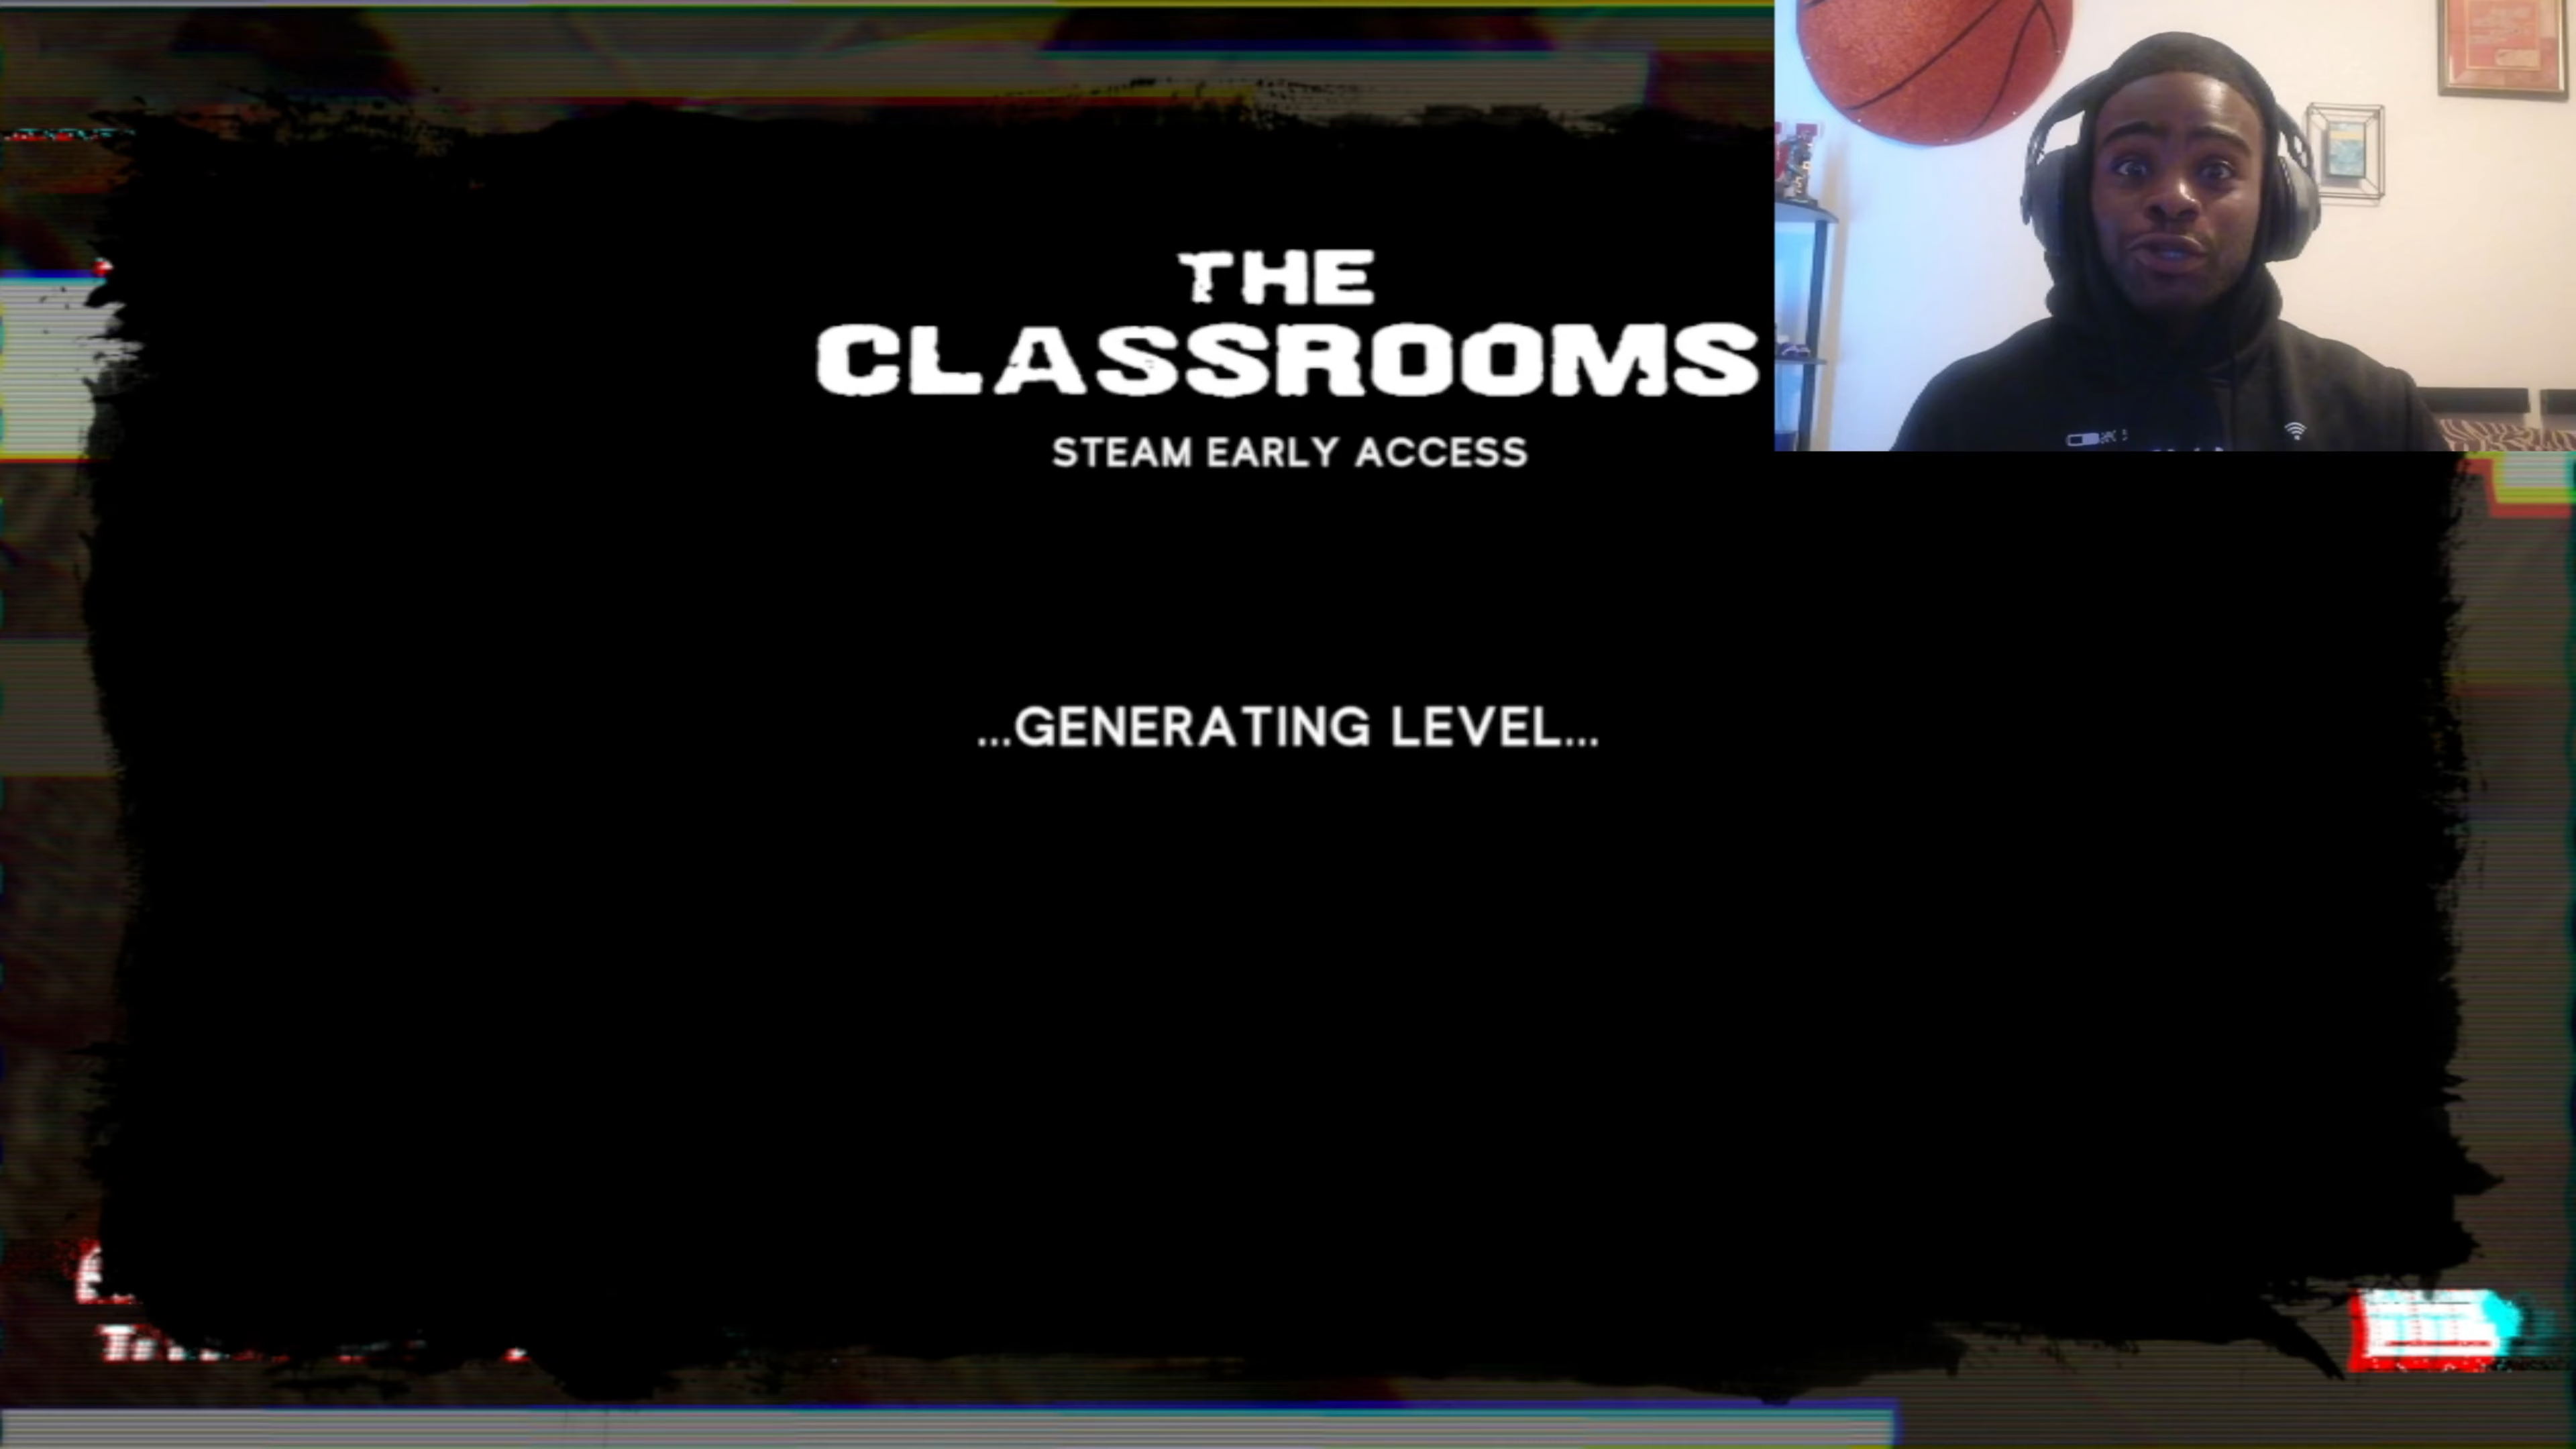 THE
CLASSROOMS
STEAM EARLY ACCESS
...GENERATING LEVEL...